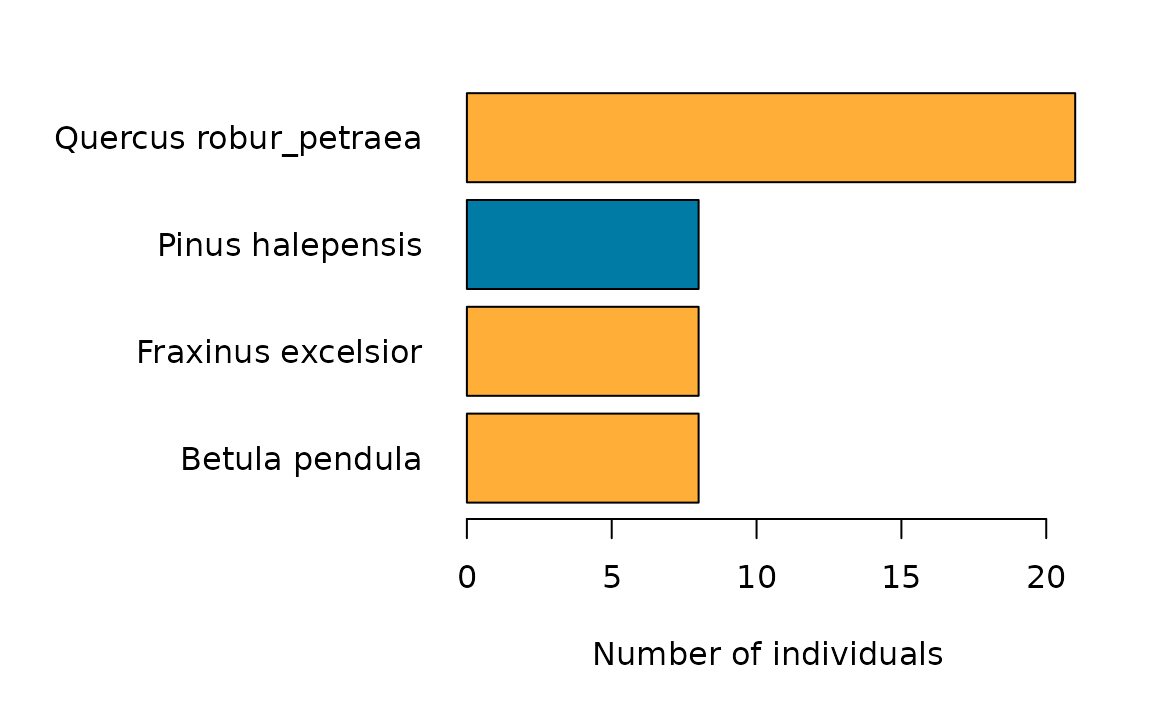 Quercus robur_petraea
Pinus halepensis
Fraxinus excelsior
Betula pendula
0 5 10 15 20
Number of individuals